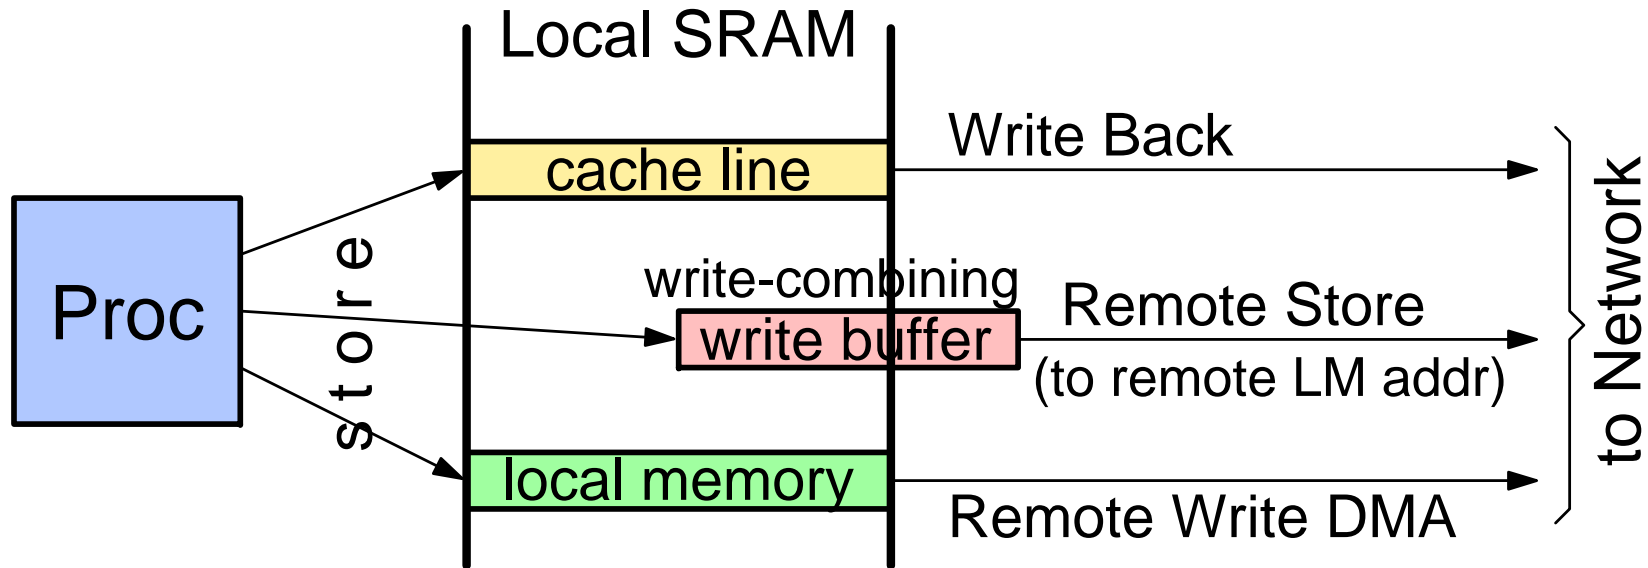 Local SRAM
Proc
store
cache line
Write Back
write-combining
write buffer
Remote Store
(to remote LM addr)
local memory
Remote Write DMA
to Network